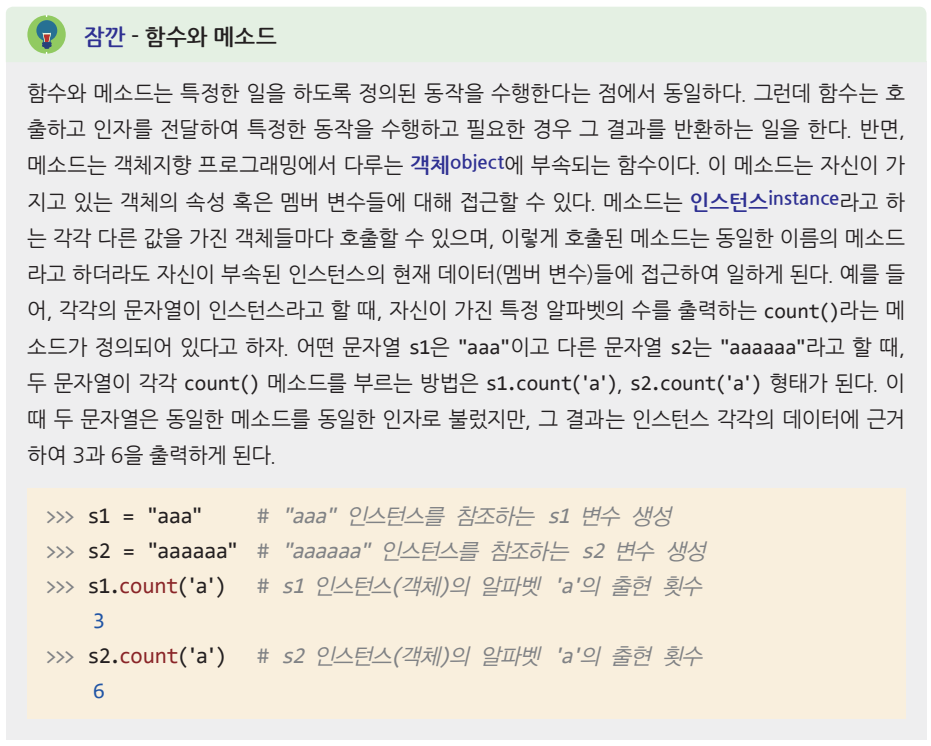 잠깐 - 함수와 메소드
함수와 메소드는 특정한 일을 하도록 정의된 동작을 수행한다는 점에서 동일하다. 그런데 함수는 호
출하고 인자를 전달하여 특정한 동작을 수행하고 필요한 경우 그 결과를 반환하는 일을 한다. 반면,
메소드는 객체지향 프로그래밍에서 다루는 객체object에 부속되는 함수이다. 이 메소드는 자신이 가
지고 있는 객체의 속성 혹은 멤버 변수들에 대해 접근할 수 있다. 메소드는 인스턴스instance라고 하
는 각각 다른 값을 가진 객체들마다 호출할 수 있으며, 이렇게 호출된 메소드는 동일한 이름의 메소드
라고 하더라도 자신이 부속된 인스턴스의 현재 데이터(멤버 변수)들에 접근하여 일하게 된다. 예를 들
어, 각각의 문자열이 인스턴스라고 할 때, 자신이 가진 특정 알파벳의 수를 출력하는 count()라는 메
소드가 정의되어 있다고 하자. 어떤 문자열 s1은 "aaa"이고 다른 문자열 s2는 "aaaaaa"라고 할 때,
두 문자열이 각각 count() 메소드를 부르는 방법은 s1.count('a'), s2.count('a') 형태가 된다. 이
때 두 문자열은 동일한 메소드를 동일한 인자로 불렀지만, 그 결과는 인스턴스 각각의 데이터에 근거
하여 3과 6을 출력하게 된다.
>>> s1 = "aaa" # "aaa" 인스턴스를 참조하는 s1 변수 생성
>>> s2 = "aaaaaa" # "aaaaaa" 인스턴스를 참조하는 s2 변수 생성
>>> s1.count('a') # s1 인스턴스(객체)의 알파벳 'a'의 출현 횟수
3
>>> s2.count('a') # s2 인스턴스(객체)의 알파벳 'a'의 출현 횟수
6